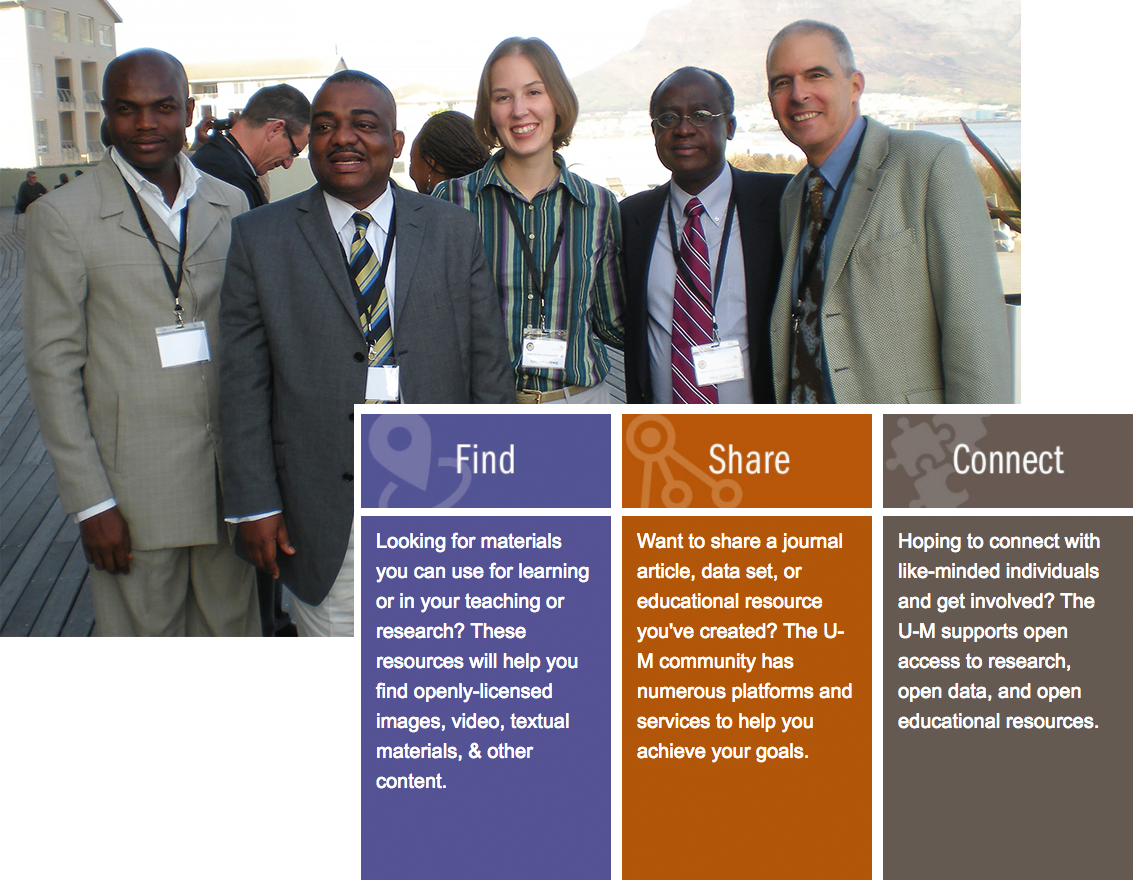 Find
Looking for materials
you can use for learning
or in your teaching or
research? These
resources will help you
find openly-licensed
images, video, textual
materials, & other
content.
Share
Want to share a journal
article, data set, or
educational resource
you've created? The U-
M community has
numerous platforms and
services to help you
achieve your goals.
Connect
Hoping to connect with
like-minded individuals
and get involved? The
U-M supports open
access to research,
open data, and open
educational resources.